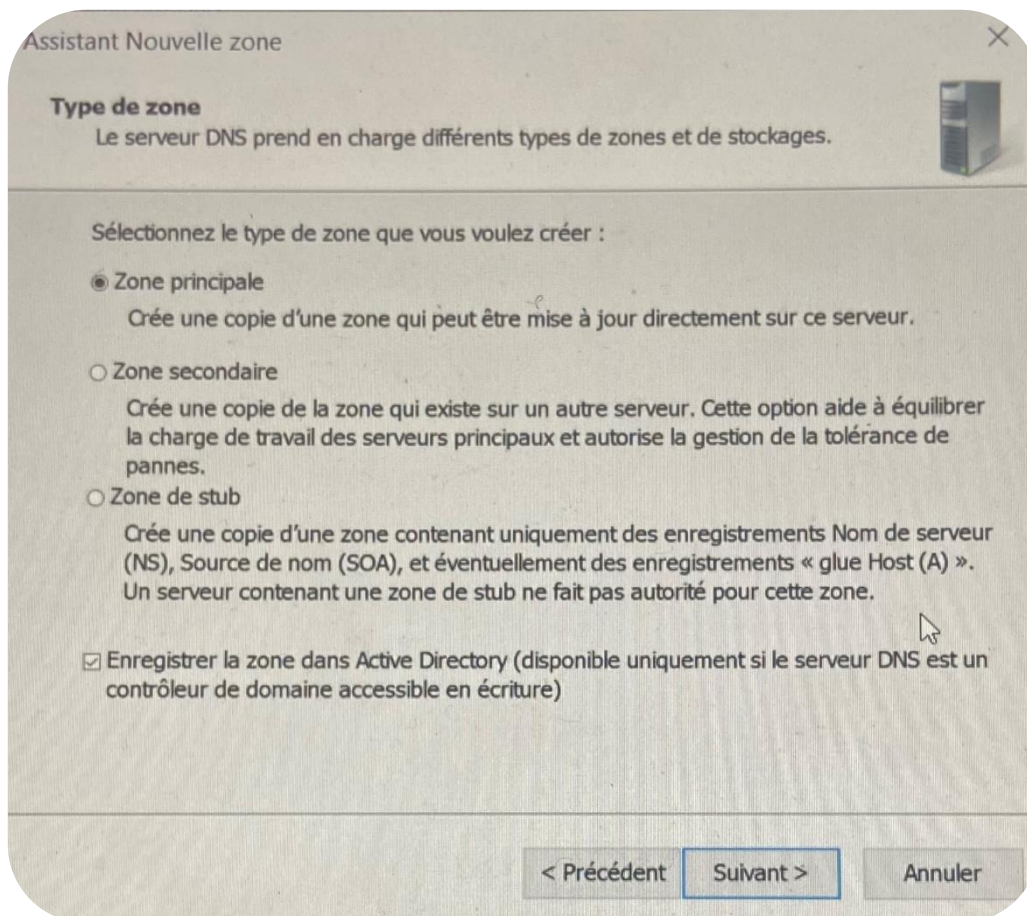 Assistant Nouvelle zone
Type de zone
Le serveur DNS prend en charge différents types de zones et de stockages.
Sélectionnez le type de zone que vous voulez créer :
Zone principale
Crée une copie d'une zone qui peut être mise à jour directement sur ce serveur.
Zone secondaire
Crée une copie de la zone qui existe sur un autre serveur. Cette option aide à équilibrer
la charge de travail des serveurs principaux et autorise la gestion de la tolérance de
pannes.
Zone de stub
Crée une copie d'une zone contenant uniquement des enregistrements Nom de serveur
(NS), Source de nom (SOA), et éventuellement des enregistrements « glue Host (A) ».
Un serveur contenant une zone de stub ne fait pas autorité pour cette zone.
Enregistrer la zone dans Active Directory (disponible uniquement si le serveur DNS est un
contrôleur de domaine accessible en écriture)
< Précédent Suivant > Annuler